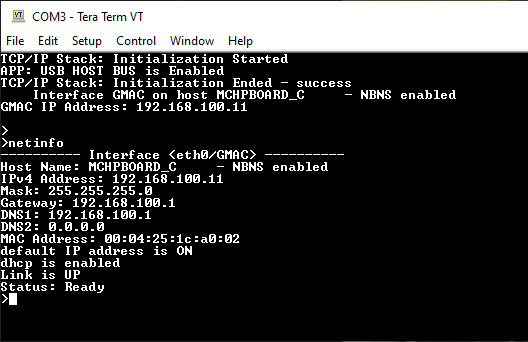 COM3 - Tera Term VT
File Edit Setup Control Window Help
TCP/IP Stack: Initialization Started
APP: USB HOST BUS is Enabled
TCP/IP Stack: Initialization Ended - success
    Interface GMAC on host MCHPBOARD_C     - NBNS enabled
GMAC IP Address: 192.168.100.11
>
>netinfo
---------- Interface <eth0/GMAC> ----------
Host Name: MCHPBOARD_C     - NBNS enabled
IPv4 Address: 192.168.100.11
Mask: 255.255.255.0
Gateway: 192.168.100.1
DNS1: 192.168.100.1
DNS2: 0.0.0.0
MAC Address: 00:04:25:1c:a0:02
default IP address is ON
dhcp is enabled
Link is UP
Status: Ready
>